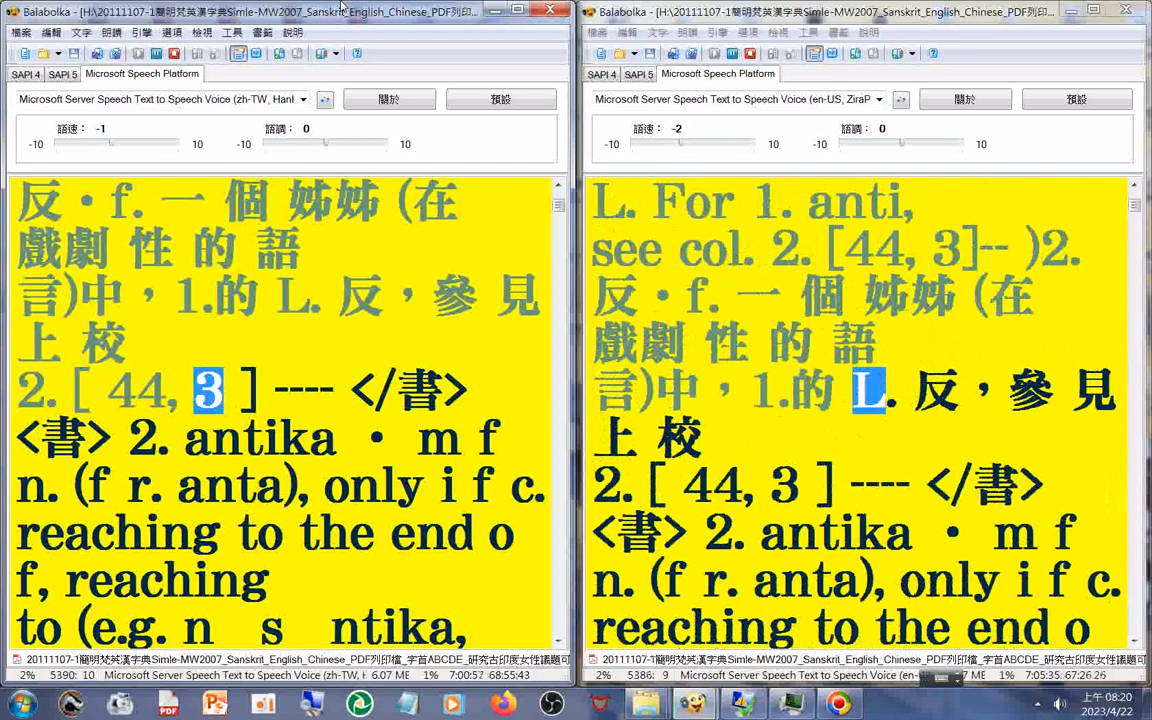 Balabolka - [H:\20111107-1簡明梵英漢字典Simle-MW2007_Sanskrit_English_Chinese_PDF列印...
檔案 編輯 文字 朗讀 引擎 選項 檢視 工具 書籤 說明
SAPI 4 SAPI 5 Microsoft Speech Platform
Microsoft Server Speech Text to Speech Voice (zh-TW, Hanl
關於
預設
語速： -1
語調： 0
-10
10
-10
10
反・f. 一 個 姊姊 (在
戲劇 性 的 語
言)中，1.的 L. 反，參 見
上 校
2. [ 44, 3 ] ---- </書>
<書> 2. antika • m f
n. (f r. anta), only i f c.
reaching to the end o
f, reaching
to (e.g. n s ntika,
20111107-1簡明梵英漢字典Simle-MW2007_Sanskrit_English_Chinese_PDF列印檔_字首ABCDE_研究古印度女性議題可
2% 5390: 10 Microsoft Server Speech Text to Speech Voice (zh-TW, H 6.07 ME 1% 7:00:57 68:55:43
Balabolka - [H:\20111107-1簡明梵英漢字典Simle-MW2007_Sanskrit_English_Chinese_PDF列印...
檔案 編輯 文字 朗讀 引擎 選項 檢視 工具 書籤 說明
SAPI 4 SAPI 5 Microsoft Speech Platform
Microsoft Server Speech Text to Speech Voice (en-US, ZiraP
關於
預設
語速： -2
語調： 0
-10
10
-10
10
L. For 1. anti,
see col. 2. [44, 3]-- )2.
反・f. 一 個 姊姊 (在
戲劇 性 的 語
言)中，1.的 L. 反，參 見
上 校
2. [ 44, 3 ] ---- </書>
<書> 2. antika • m f
n. (f r. anta), only i f c.
reaching to the end o
20111107-1簡明梵英漢字典Simle-MW2007_Sanskrit_English_Chinese_PDF列印檔_字首ABCDE_研究古印度女性議題可
2% 5386: 9 Microsoft Server Speech Text to Speech Voice (en-U 1% 7:05:35/67:26:26
上午 08:20
2023/4/22